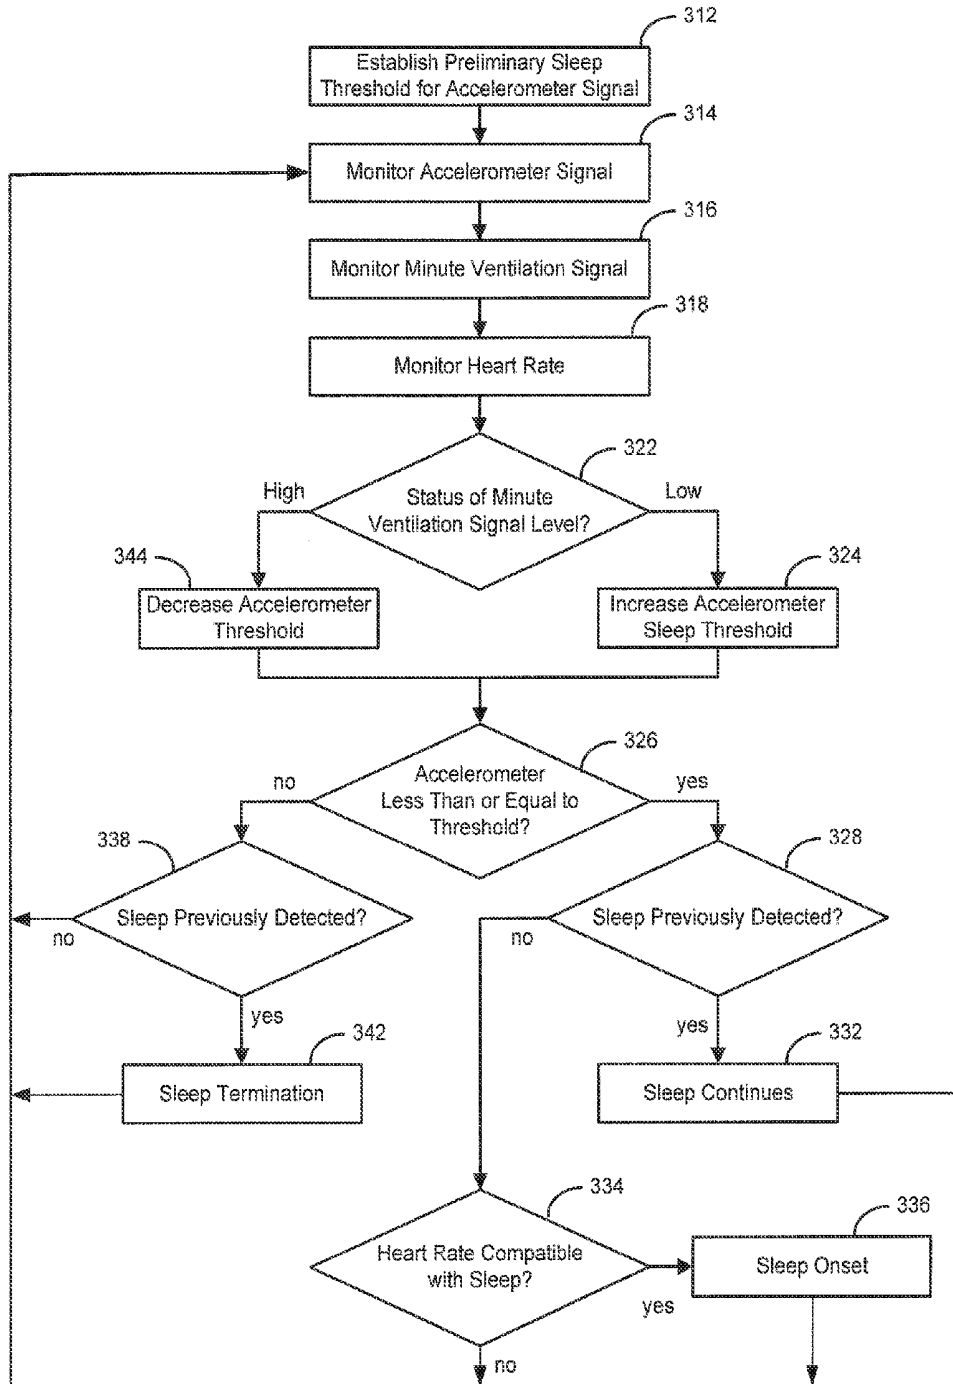 312
Establish Preliminary Sleep
Threshold for Accelerometer Signal
314
Monitor Accelerometer Signal
316
Monitor Minute Ventilation Signal
318
Monitor Heart Rate
322
High
Status of Minute
Ventilation Signal Level?
Low
344
Decrease Accelerometer
Threshold
324
Increase Accelerometer
Sleep Threshold
326
no
Accelerometer
Less Than or Equal to
Threshold?
yes
338
Sleep Previously Detected?
no
328
Sleep Previously Detected?
no
yes
342
Sleep Termination
yes
332
Sleep Continues
334
Heart Rate Compatible
with Sleep?
yes
336
Sleep Onset
no